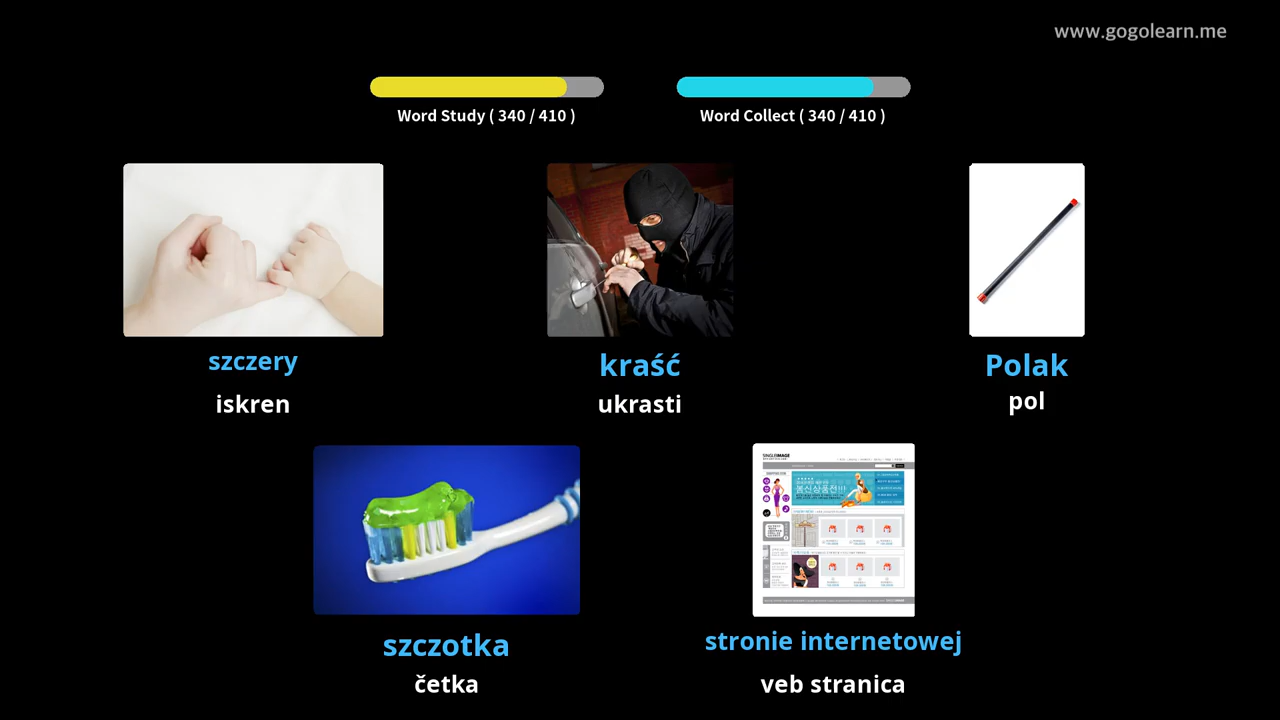 www.gogolearn.me
Word Study ( 340 / 410 )
Word Collect ( 340 / 410 )
szczery
kraść
Polak
iskren
ukrasti
pol
SINGLEIMAGE
szczotka
stronie internetowej
četka
veb stranica